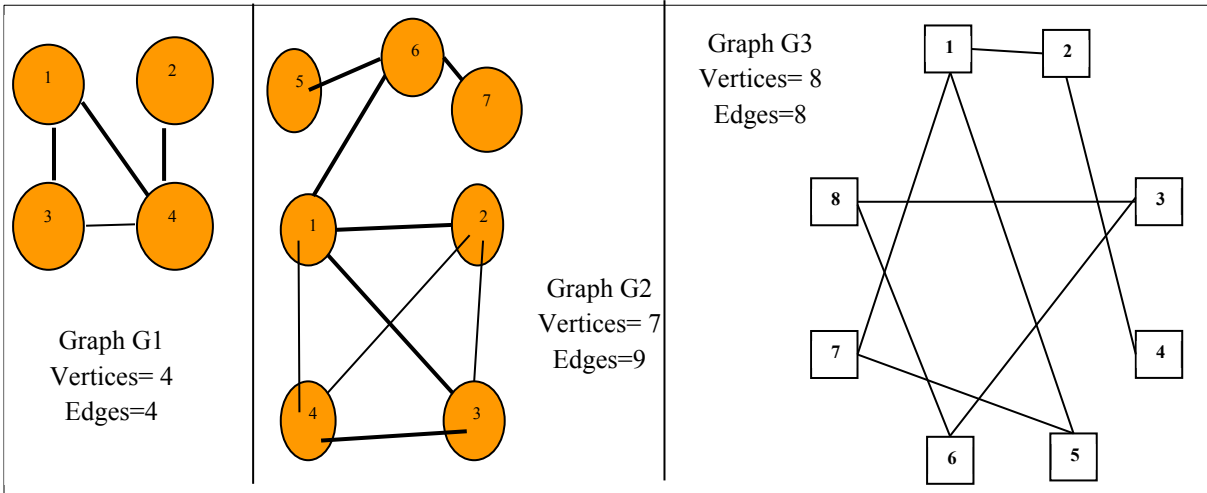 1
2
3
4
Graph G1
Vertices= 4
Edges=4
5
6
7
1
2
4
3
Graph G2
Vertices= 7
Edges=9
Graph G3
Vertices= 8
Edges=8
1
2
8
3
7
4
6
5